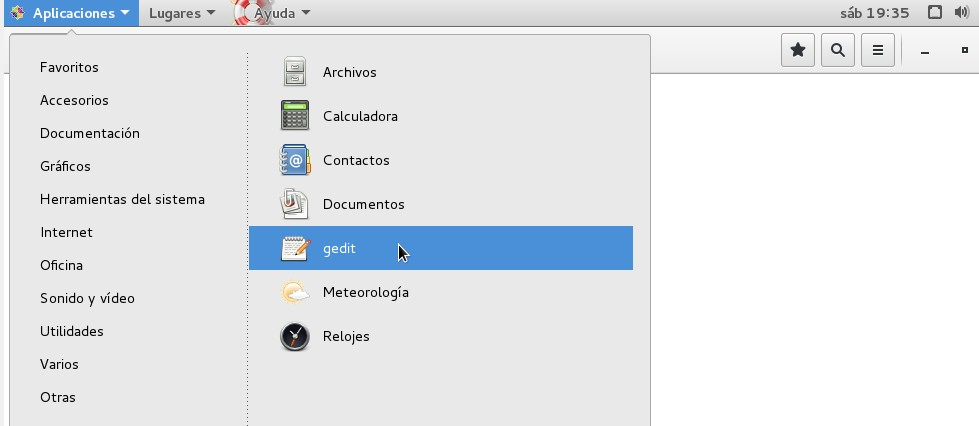 Aplicaciones Lugares Ayuda sáb 19:35
Favoritos
Accesorios
Documentación
Gráficos
Herramientas del sistema
Internet
Oficina
Sonido y vídeo
Utilidades
Varios
Otras
Archivos
Calculadora
Contactos
Documentos
gedit
Meteorología
Relojes